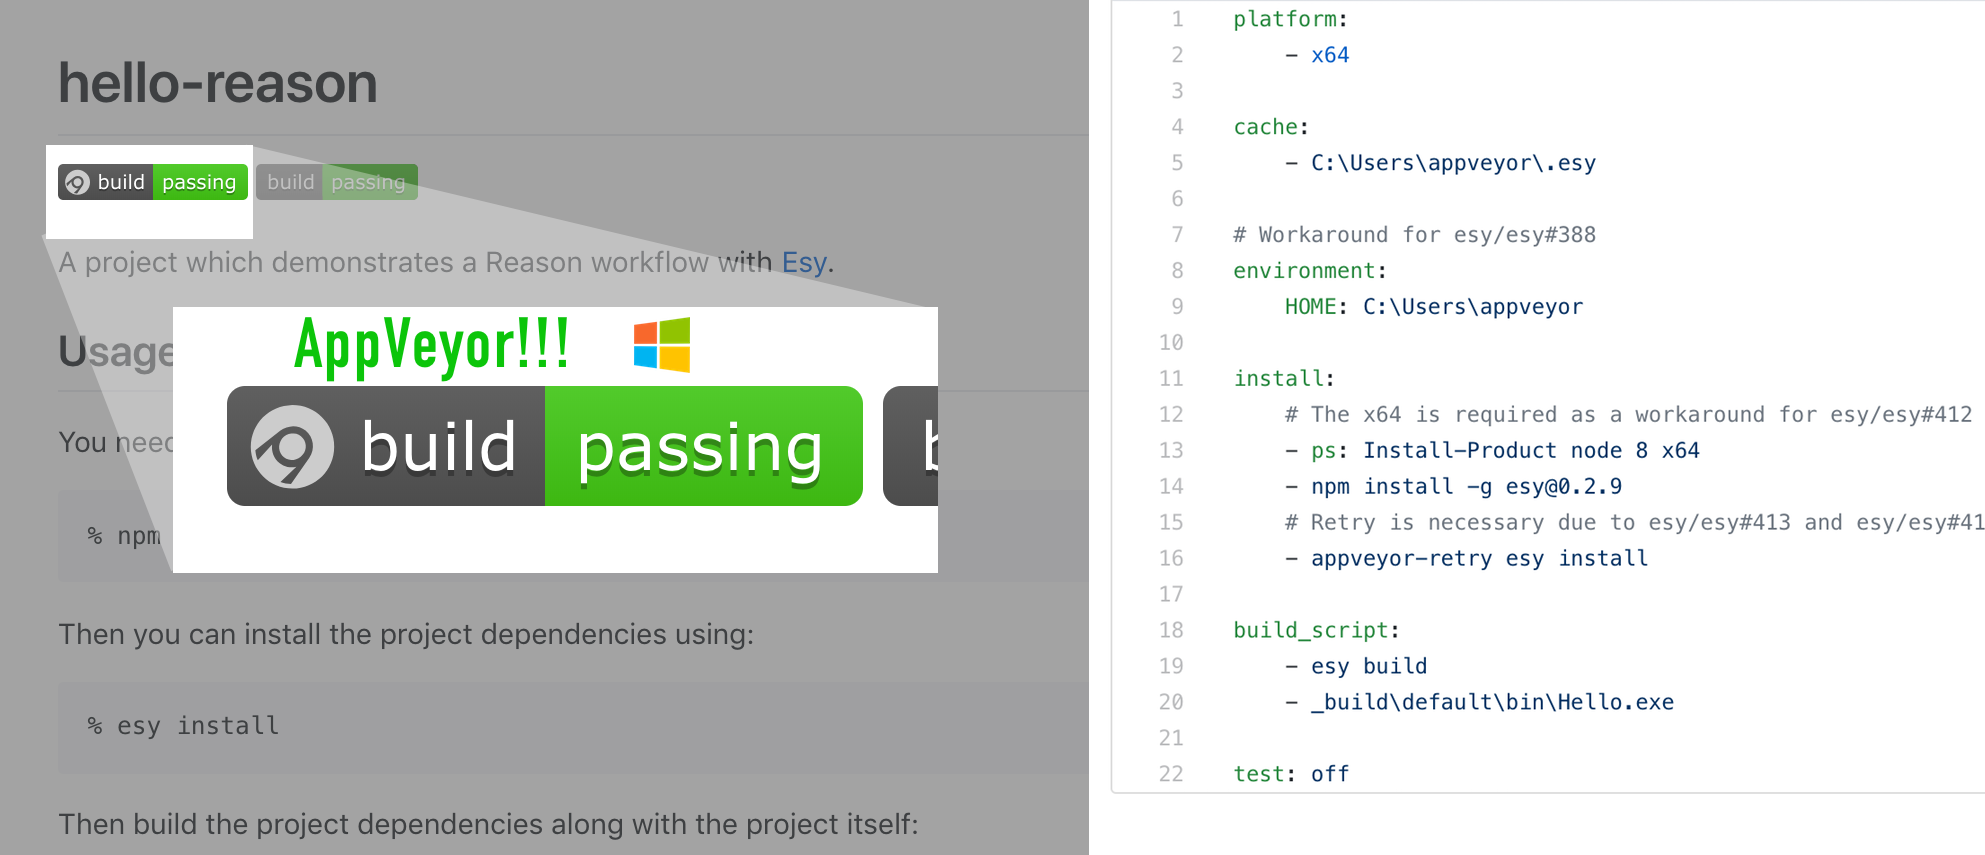 hello-reason
build passing build passing
A project which demonstrates a Reason workflow with Esy.
AppVeyor!!!
build passing
Usage
You need
% npm
Then you can install the project dependencies using:
% esy install
Then build the project dependencies along with the project itself:
1 platform:
2 - x64
3
4 cache:
5 - C:\Users\appveyor\.esy
6
7 # Workaround for esy/esy#388
8 environment:
9 HOME: C:\Users\appveyor
10
11 install:
12 # The x64 is required as a workaround for esy/esy#412
13 - ps: Install-Product node 8 x64
14 - npm install -g esy@0.2.9
15 # Retry is necessary due to esy/esy#413 and esy/esy#41
16 - appveyor-retry esy install
17
18 build_script:
19 - esy build
20 - _build\default\bin\Hello.exe
21
22 test: off